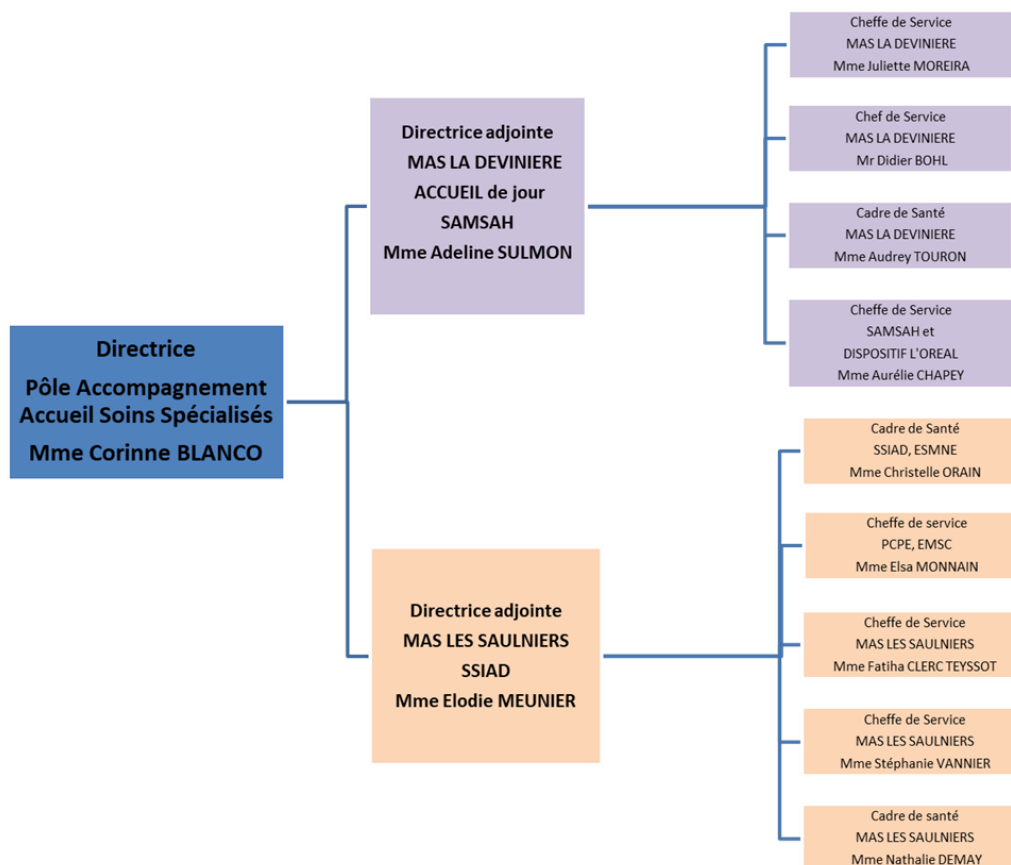 Directrice
Pôle Accompagnement
Accueil Soins Spécialisés
Mme Corinne BLANCO
Directrice adjointe
MAS LA DEVINIERE
ACCUEIL de jour
SAMSAH
Mme Adeline SULMON
Cheffe de Service
MAS LA DEVINIERE
Mme Juliette MOREIRA
Chef de Service
MAS LA DEVINIERE
Mr Didier BOHL
Cadre de Santé
MAS LA DEVINIERE
Mme Audrey TOURON
Cheffe de Service
SAMSAH et
DISPOSITIF L'OREAL
Mme Aurélie CHAPEY
Directrice adjointe
MAS LES SAULNIERS
SSIAD
Mme Elodie MEUNIER
Cadre de Santé
SSIAD, ESMNE
Mme Christelle ORAIN
Cheffe de service
PCPE, EMSC
Mme Elsa MONNAIN
Cheffe de Service
MAS LES SAULNIERS
Mme Fatiha CLERC TEYSSOT
Cheffe de Service
MAS LES SAULNIERS
Mme Stéphanie VANNIER
Cadre de santé
MAS LES SAULNIERS
Mme Nathalie DEMAY